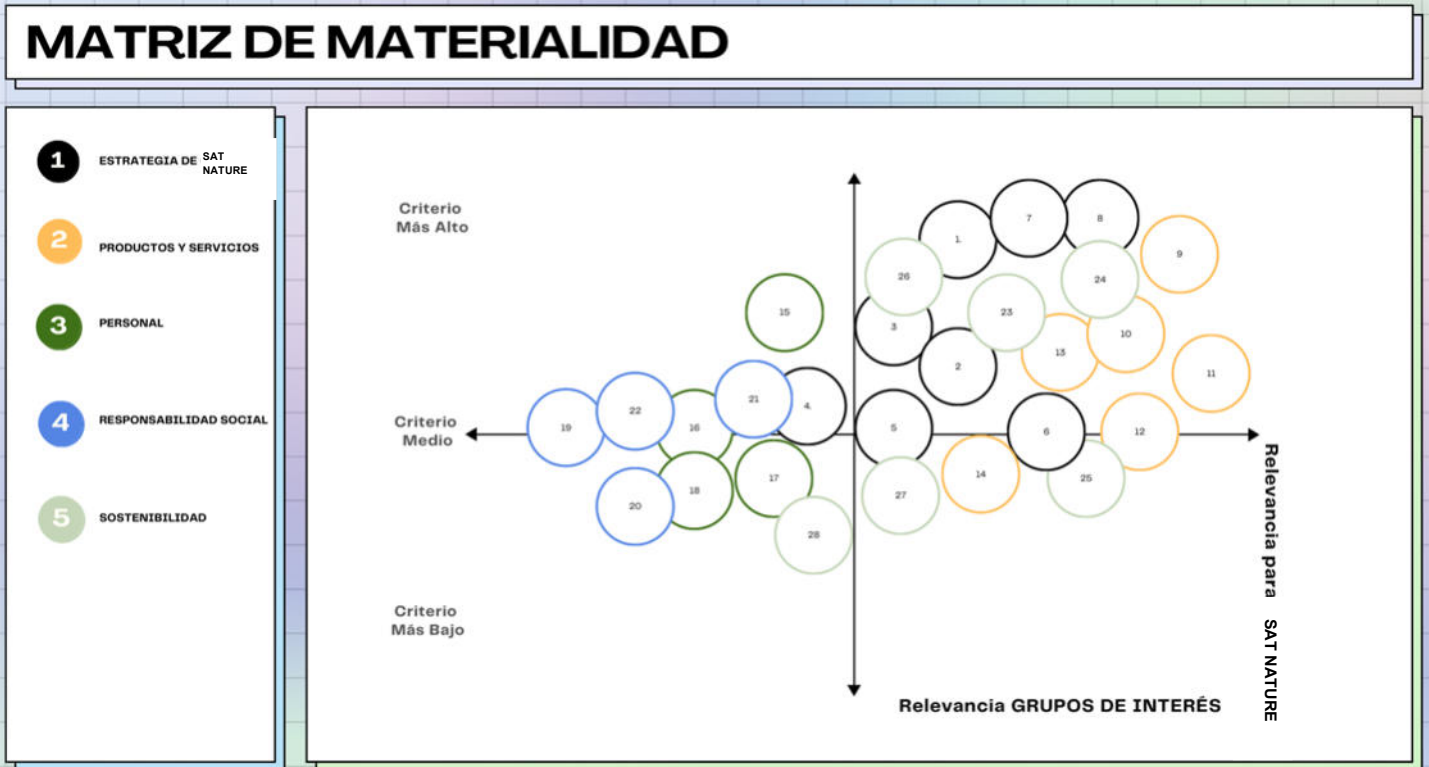 MATRIZ DE MATERIALIDAD
1
ESTRATEGIA DE SAT
NATURE
2
PRODUCTOS Y SERVICIOS
3
PERSONAL
4
RESPONSABILIDAD SOCIAL
5
SOSTENIBILIDAD
Criterio
Más Alto
Criterio
Medio
Criterio
Más Bajo
7
8
1.
9
26
24
15
23
3
10
13
2
11
21
4.
22
19
16
5
6
12
14
17
25
18
27
20
28
Relevancia para SAT NATURE
Relevancia GRUPOS DE INTERÉS